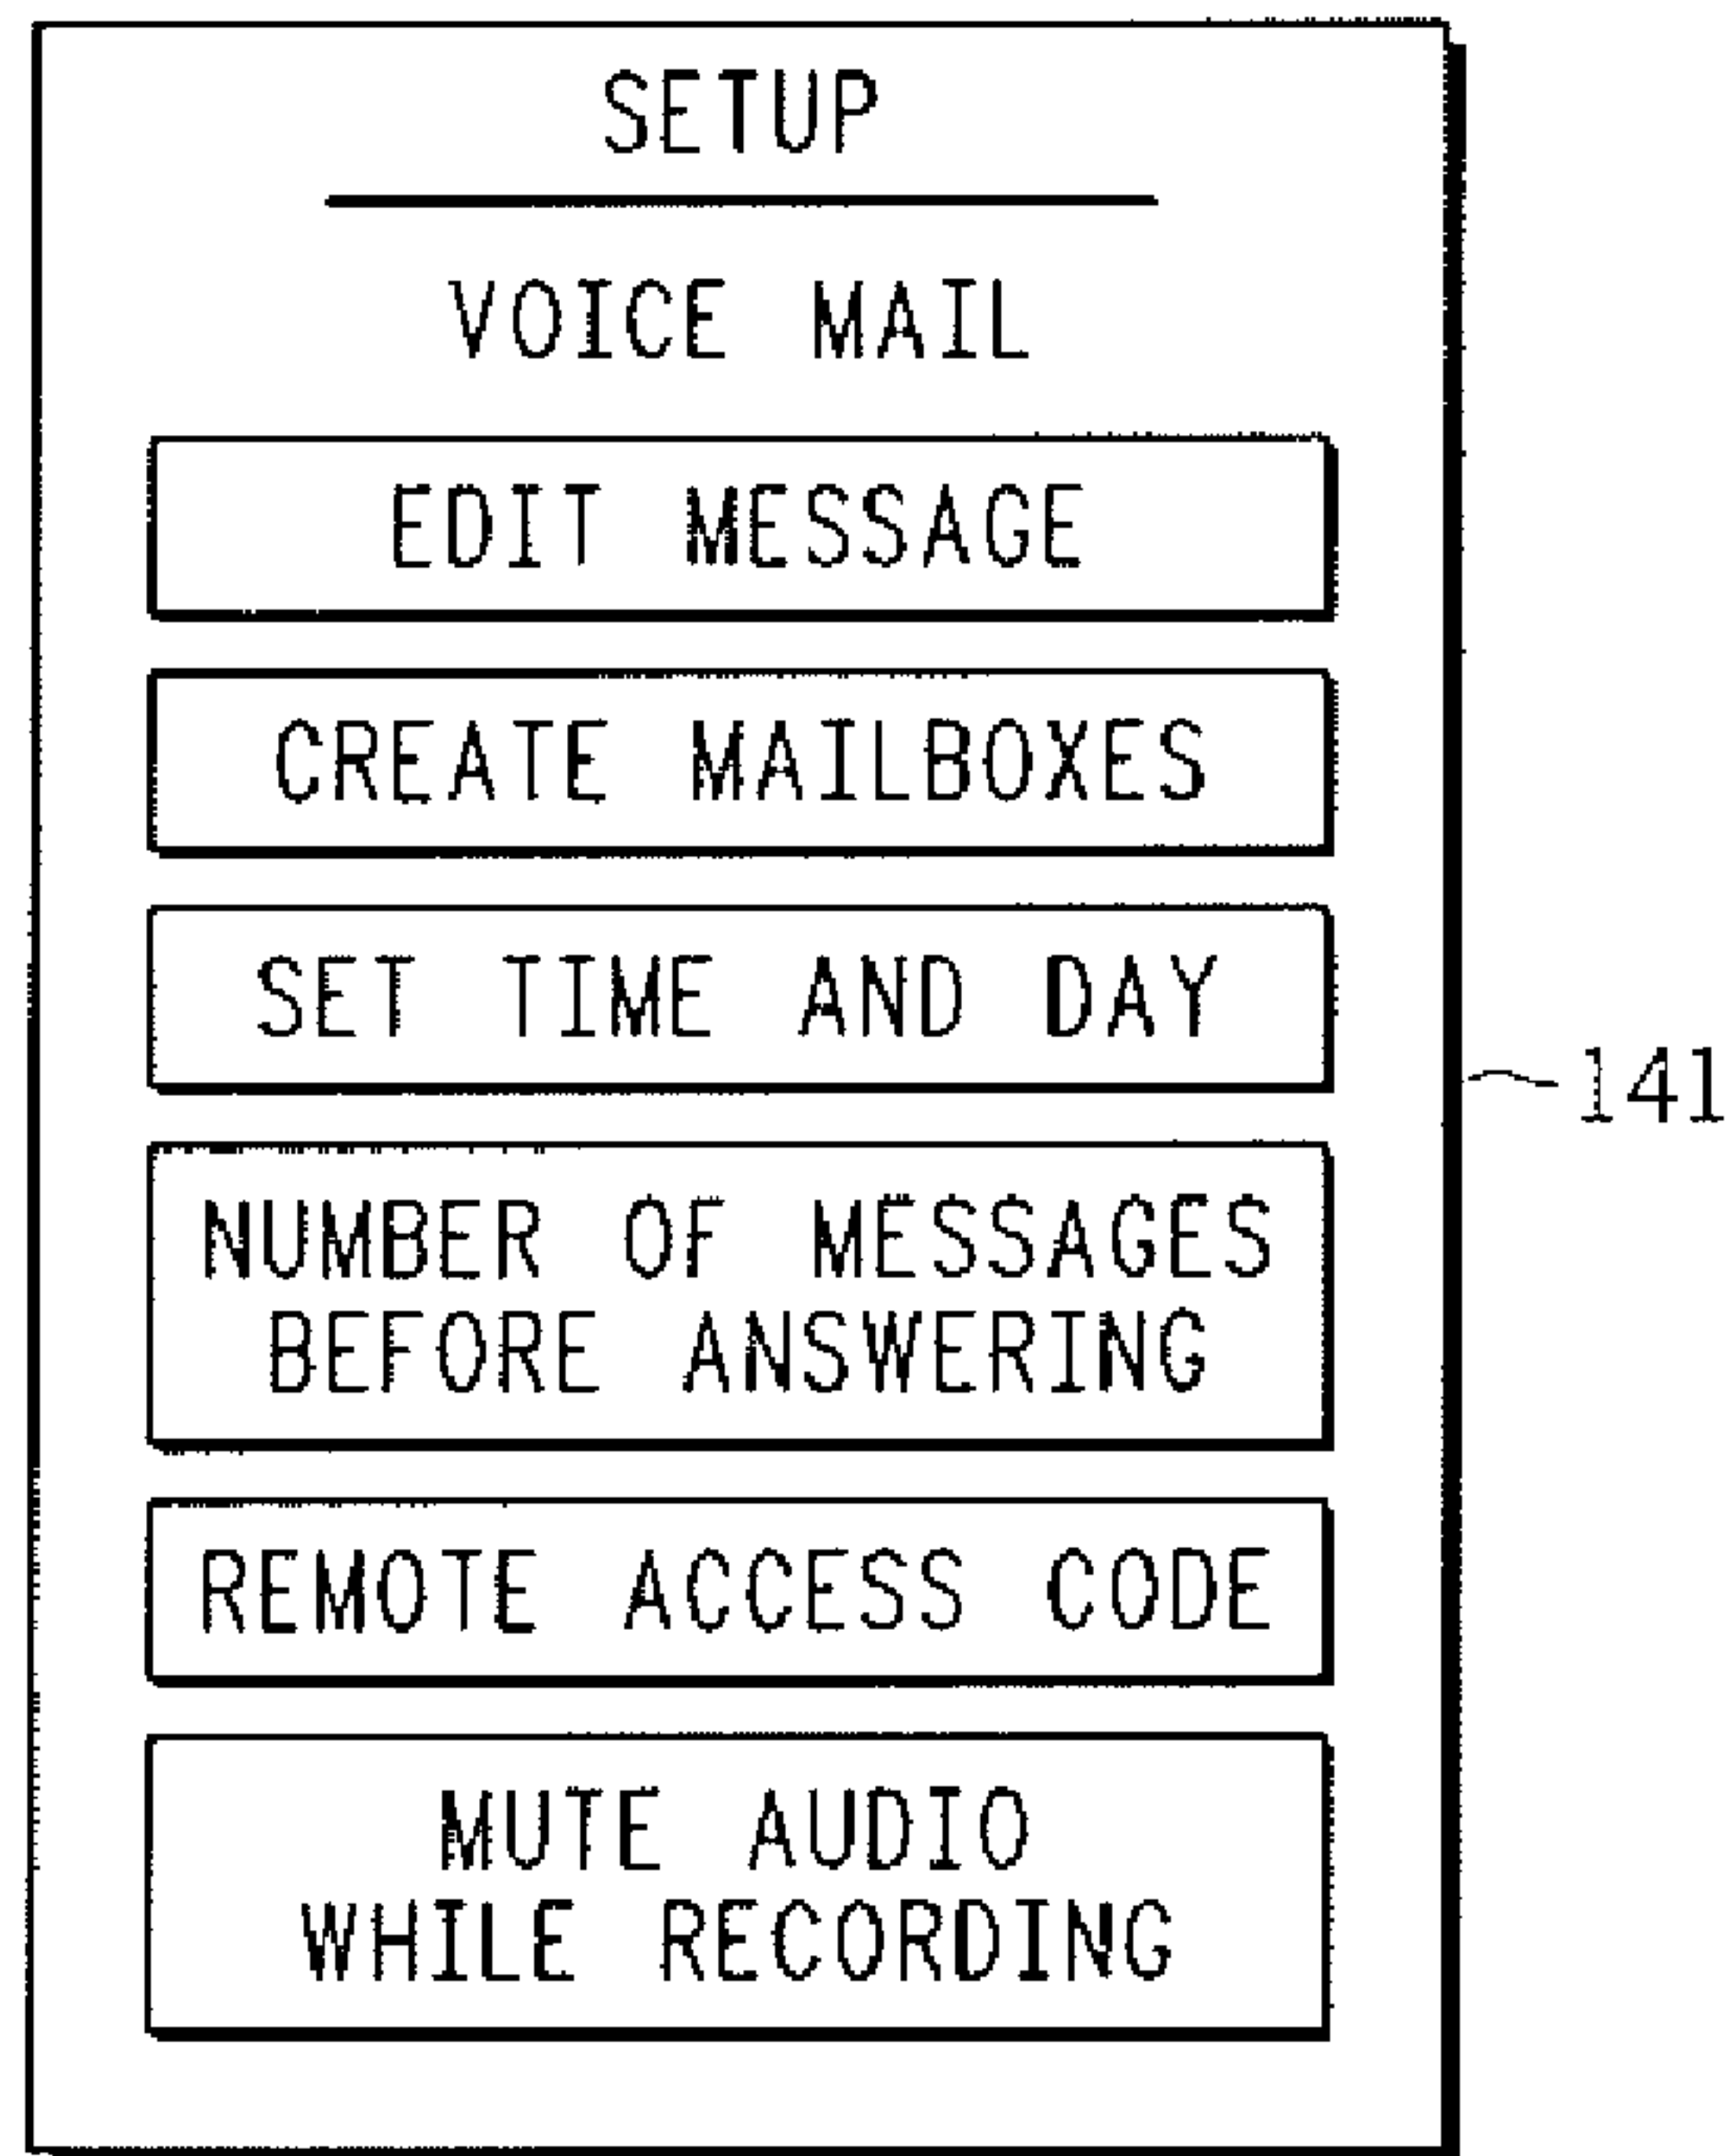 SETUP
VOICE MAIL
EDIT MESSAGE
CREATE MAILBOXES
SET TIME AND DAY
NUMBER OF MESSAGES
BEFORE ANSWERING
REMOTE ACCESS CODE
MUTE AUDIO
WHILE RECORDING
141